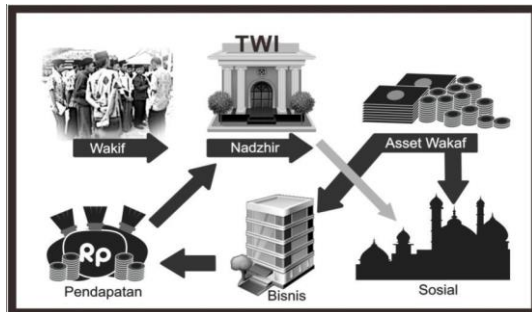 TWI
Wakif
Nadzhir
Asset Wakaf
Rp
Pendapatan
Bisnis
Sosial